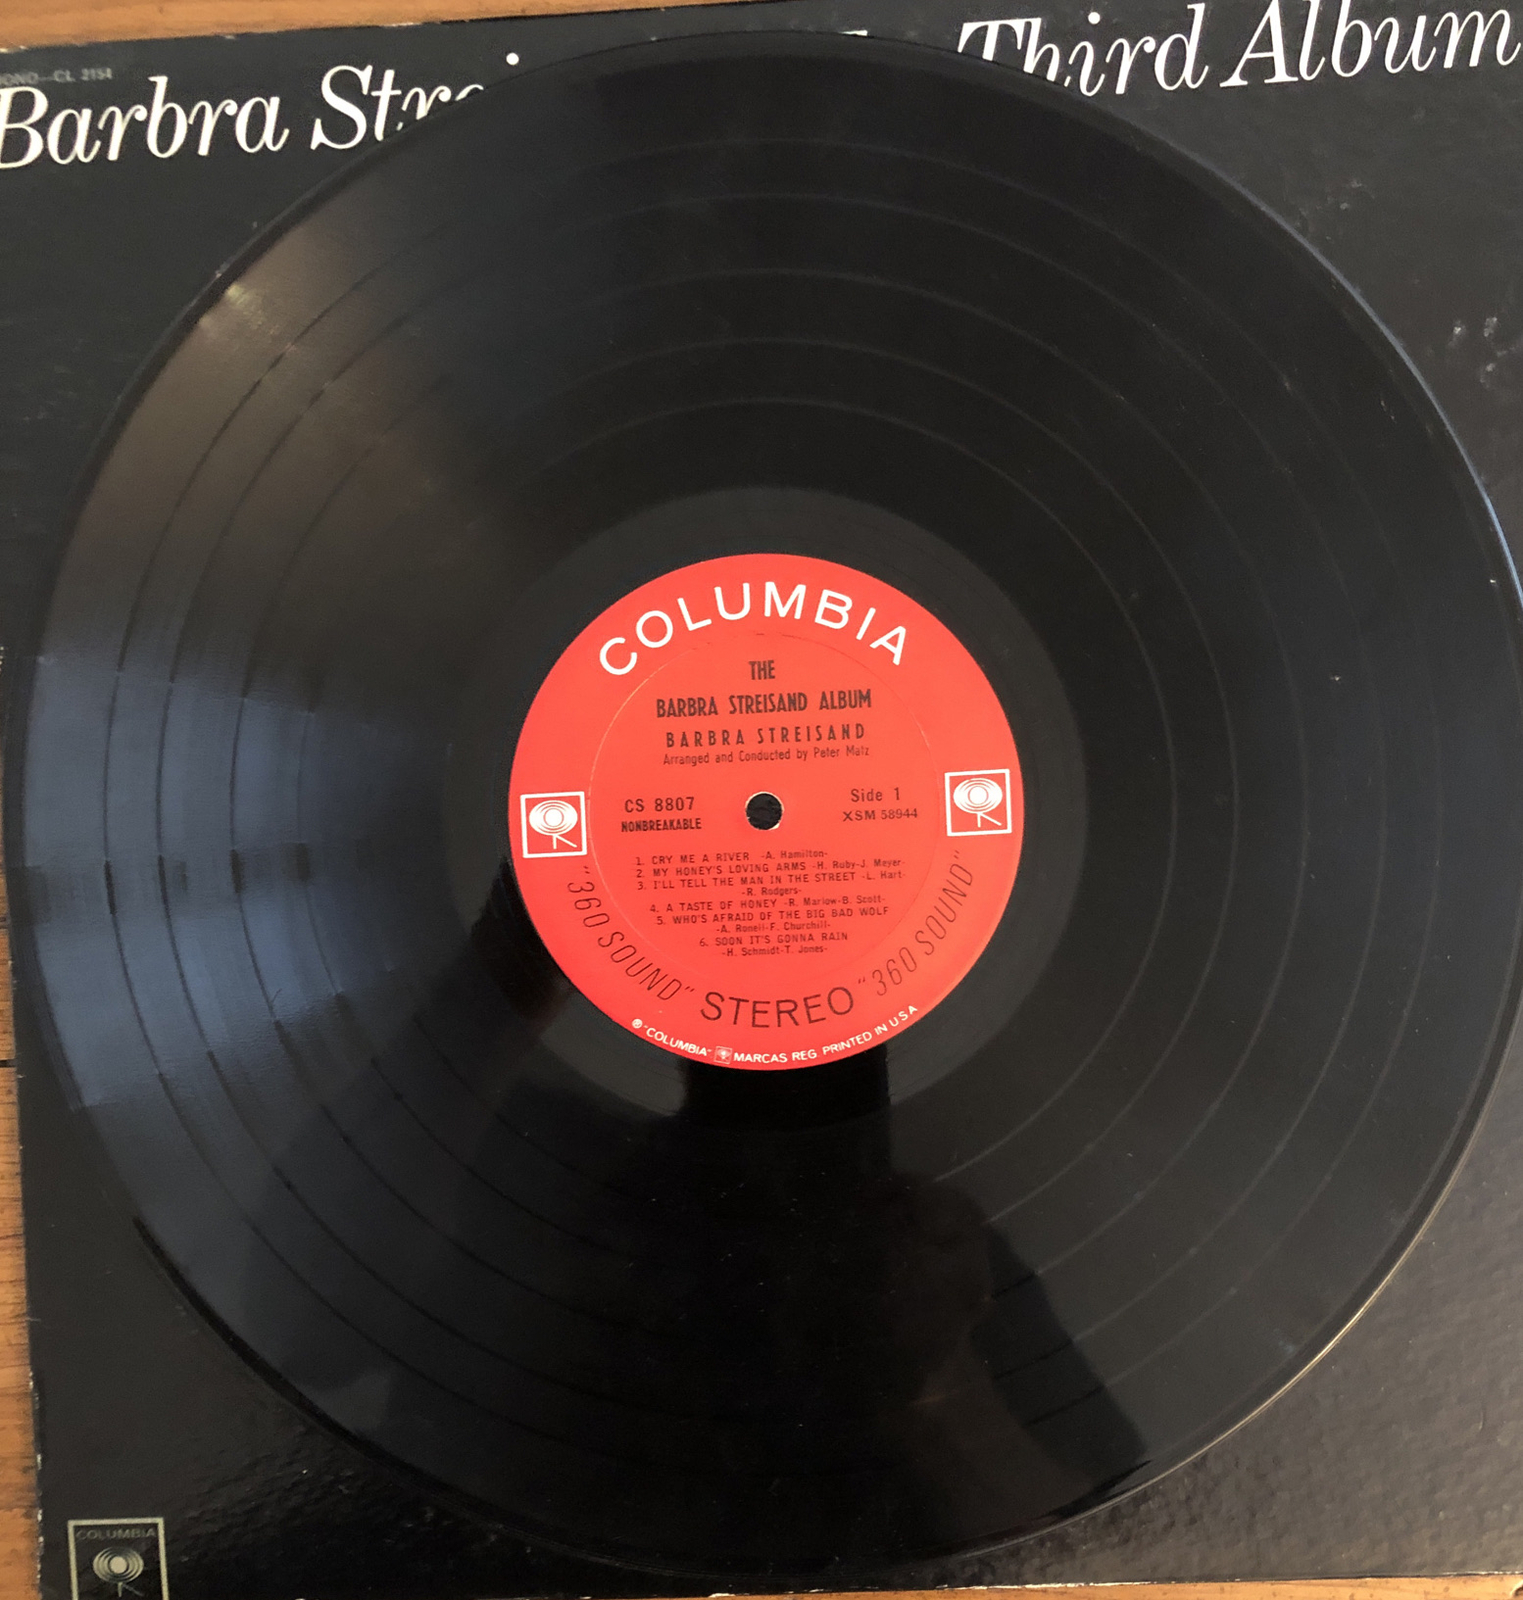 MONO—CL 2154
Barbra Strei
Third Album
COLUMBIA
THE
BARBRA STREISAND ALBUM
BARBRA STREISAND
Arranged and Conducted by Peter Matz
CS 8807
NONBREAKABLE
Side 1
XSM 58944
1. CRY ME A RIVER -A. Hamilton-
2. MY HONEY'S LOVING ARMS -H. Ruby-J. Meyer-
3. I'LL TELL THE MAN IN THE STREET -L. Hart-
-R. Rodgers-
4. A TASTE OF HONEY -R. Marlow-B. Scott-
5. WHO'S AFRAID OF THE BIG BAD WOLF
-A. Ronell-F. Churchill-
6. SOON IT'S GONNA RAIN
-H. Schmidt-T. Jones-
"360 SOUND" STEREO "360 SOUND"
® "COLUMBIA" MARCAS REG. PRINTED IN U.S.A
COLUMBIA